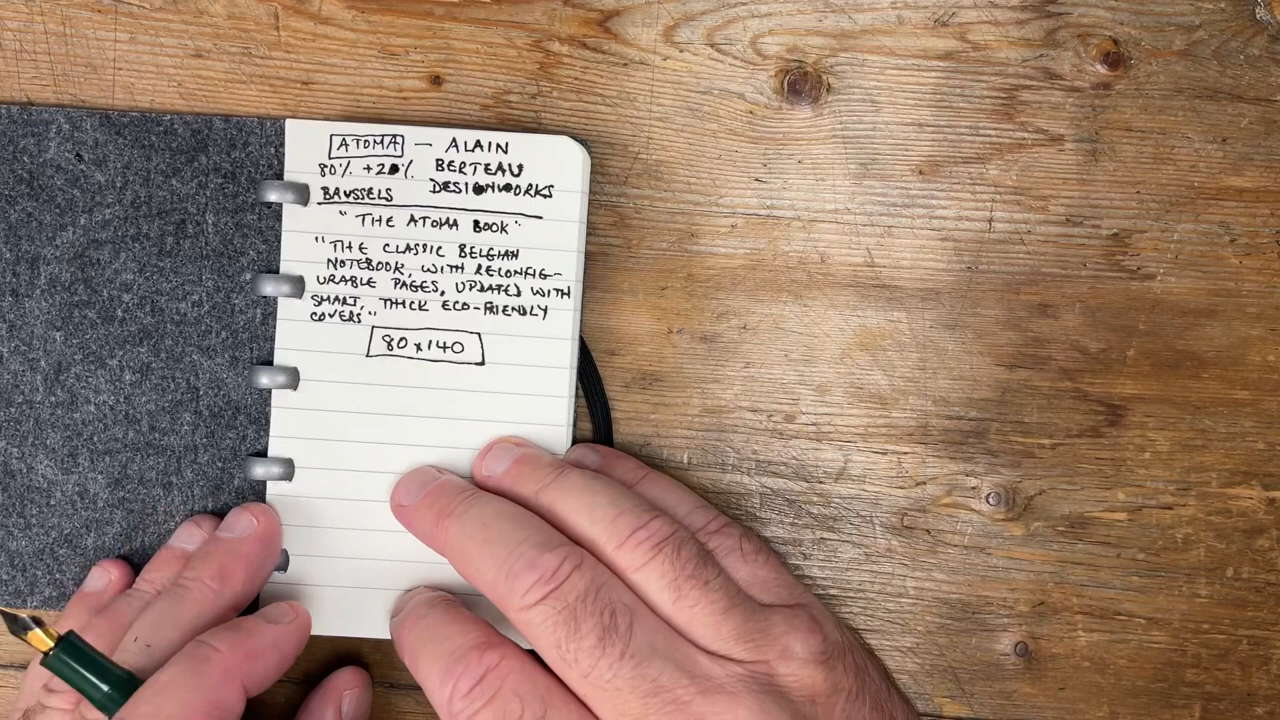 ATOMA — ALAIN
80% + 20% BERTEAU
BRUSSELS DESIGNWORKS
"THE ATOMA BOOK"
"THE CLASSIC BELGIAN
NOTEBOOK, WITH RECONFIG-
URABLE PAGES, UPDATED WITH
SMART, THICK ECO-FRIENDLY
COVERS"
80 x 140